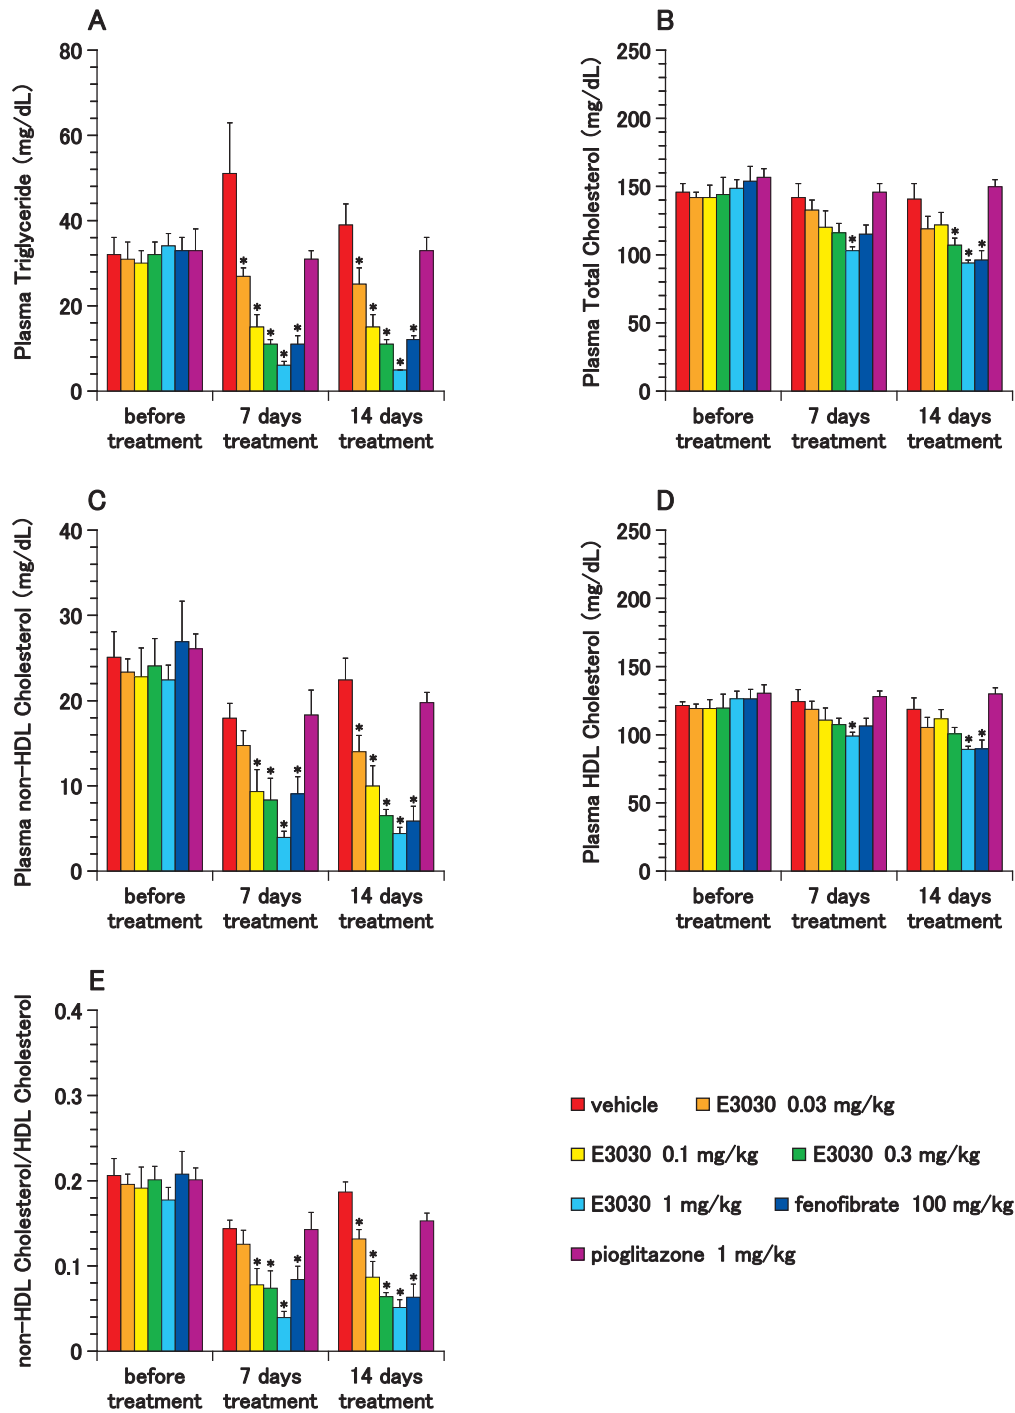 A
Plasma Triglyceride (mg/dL)
80
60
40
20
0
* * * * *
* * * * *
before treatment
7 days treatment
14 days treatment
B
Plasma Total Cholesterol (mg/dL)
250
200
150
100
50
0
*
* * *
before treatment
7 days treatment
14 days treatment
C
Plasma non-HDL Cholesterol (mg/dL)
40
30
20
10
0
* * * *
* * * * *
before treatment
7 days treatment
14 days treatment
D
Plasma HDL Cholesterol (mg/dL)
250
200
150
100
50
0
*
* *
before treatment
7 days treatment
14 days treatment
E
non-HDL Cholesterol/HDL Cholesterol
0.4
0.3
0.2
0.1
0
* * * *
* * * * *
before treatment
7 days treatment
14 days treatment
vehicle
E3030 0.03 mg/kg
E3030 0.1 mg/kg
E3030 0.3 mg/kg
E3030 1 mg/kg
fenofibrate 100 mg/kg
pioglitazone 1 mg/kg